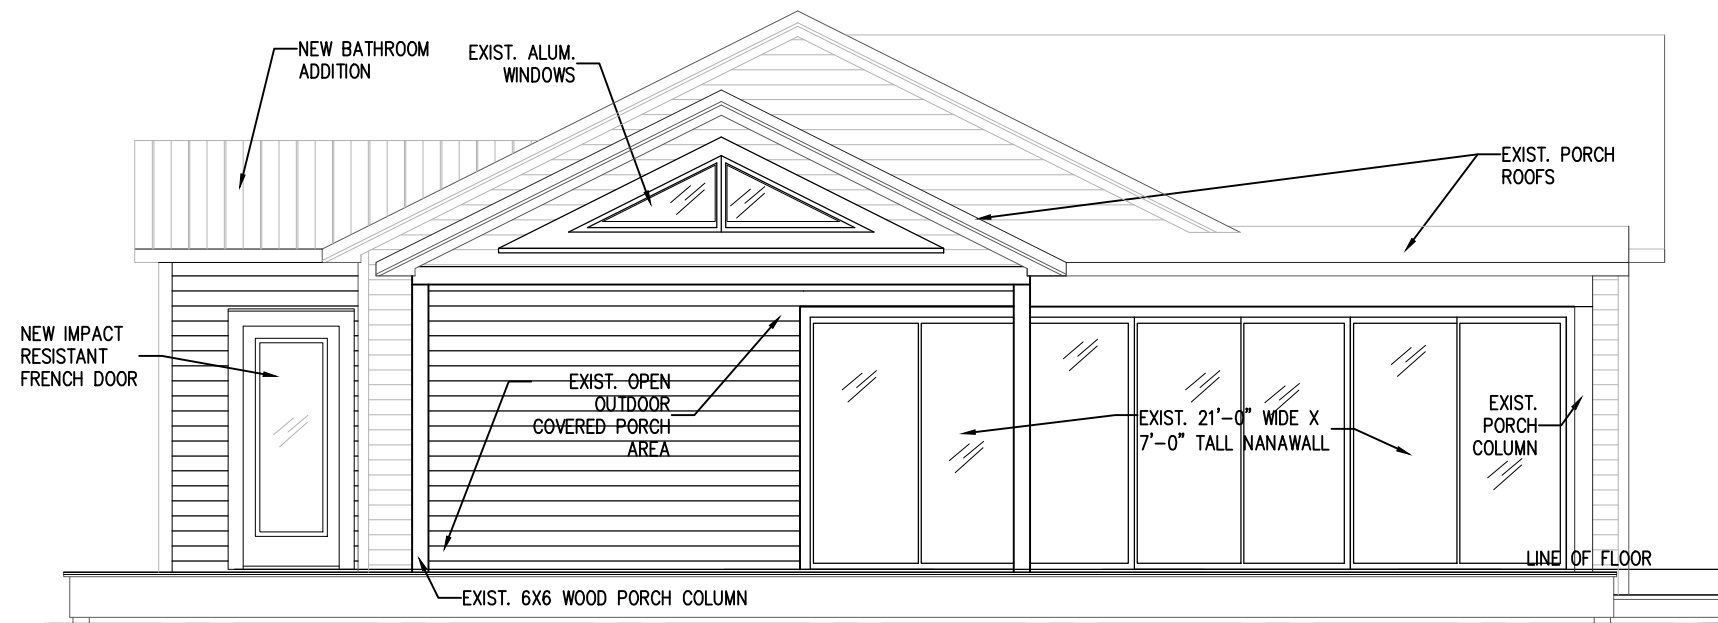 NEW BATHROOM
ADDITION
EXIST. ALUM.
WINDOWS
EXIST. PORCH
ROOFS
NEW IMPACT
RESISTANT
FRENCH DOOR
EXIST. OPEN
OUTDOOR
COVERED PORCH
AREA
EXIST. 21'-0" WIDE X
7'-0" TALL NANAWALL
EXIST.
PORCH
COLUMN
LINE OF FLOOR
EXIST. 6X6 WOOD PORCH COLUMN